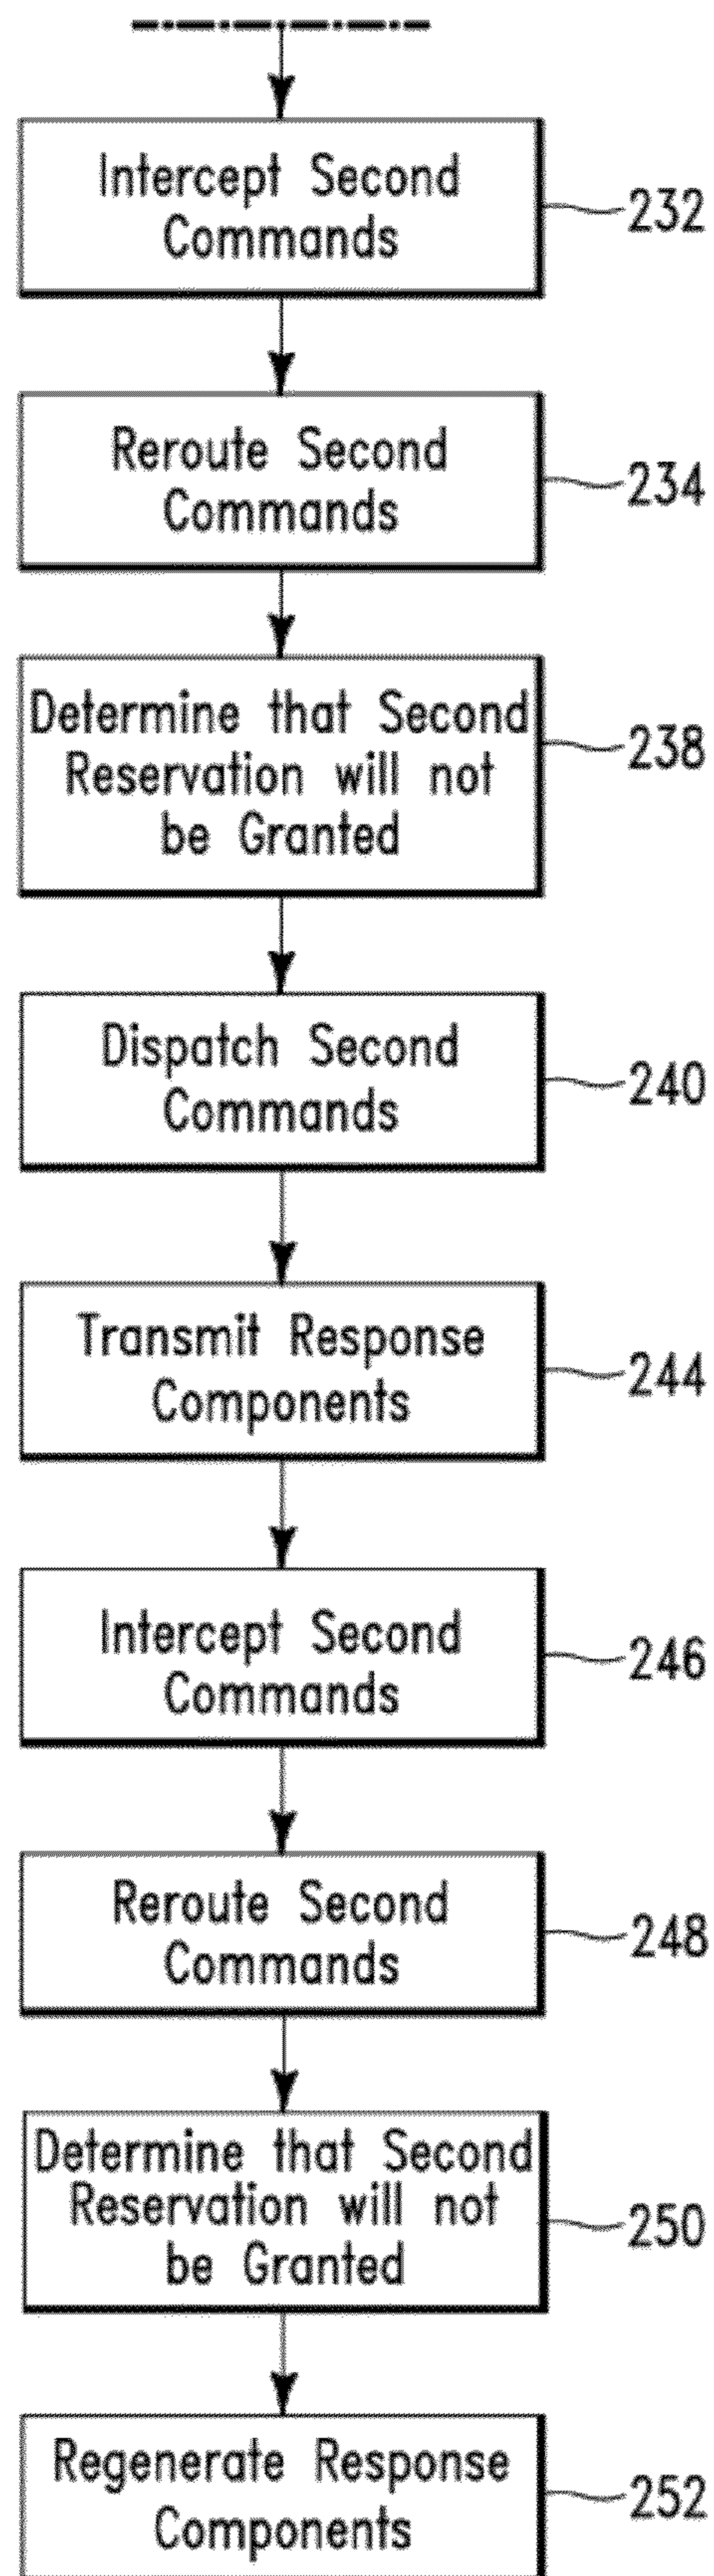 Intercept Second
Commands
232
Reroute Second
Commands
234
Determine that Second
Reservation will not
be Granted
238
Dispatch Second
Commands
240
Transmit Response
Components
244
Intercept Second
Commands
246
Reroute Second
Commands
248
Determine that Second
Reservation will not
be Granted
250
Regenerate Response
Components
252